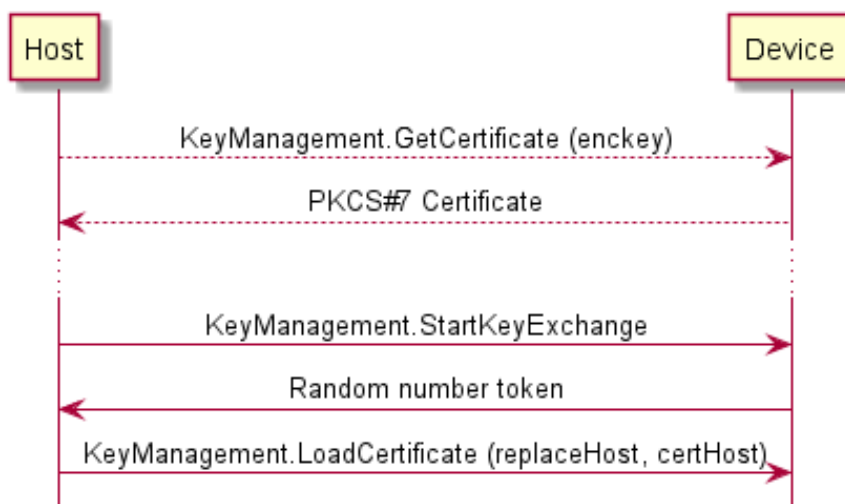 Host
Device
KeyManagement.GetCertificate (enckey)
PKCS#7 Certificate
KeyManagement.StartKeyExchange
Random number token
KeyManagement.LoadCertificate (replaceHost, certHost)